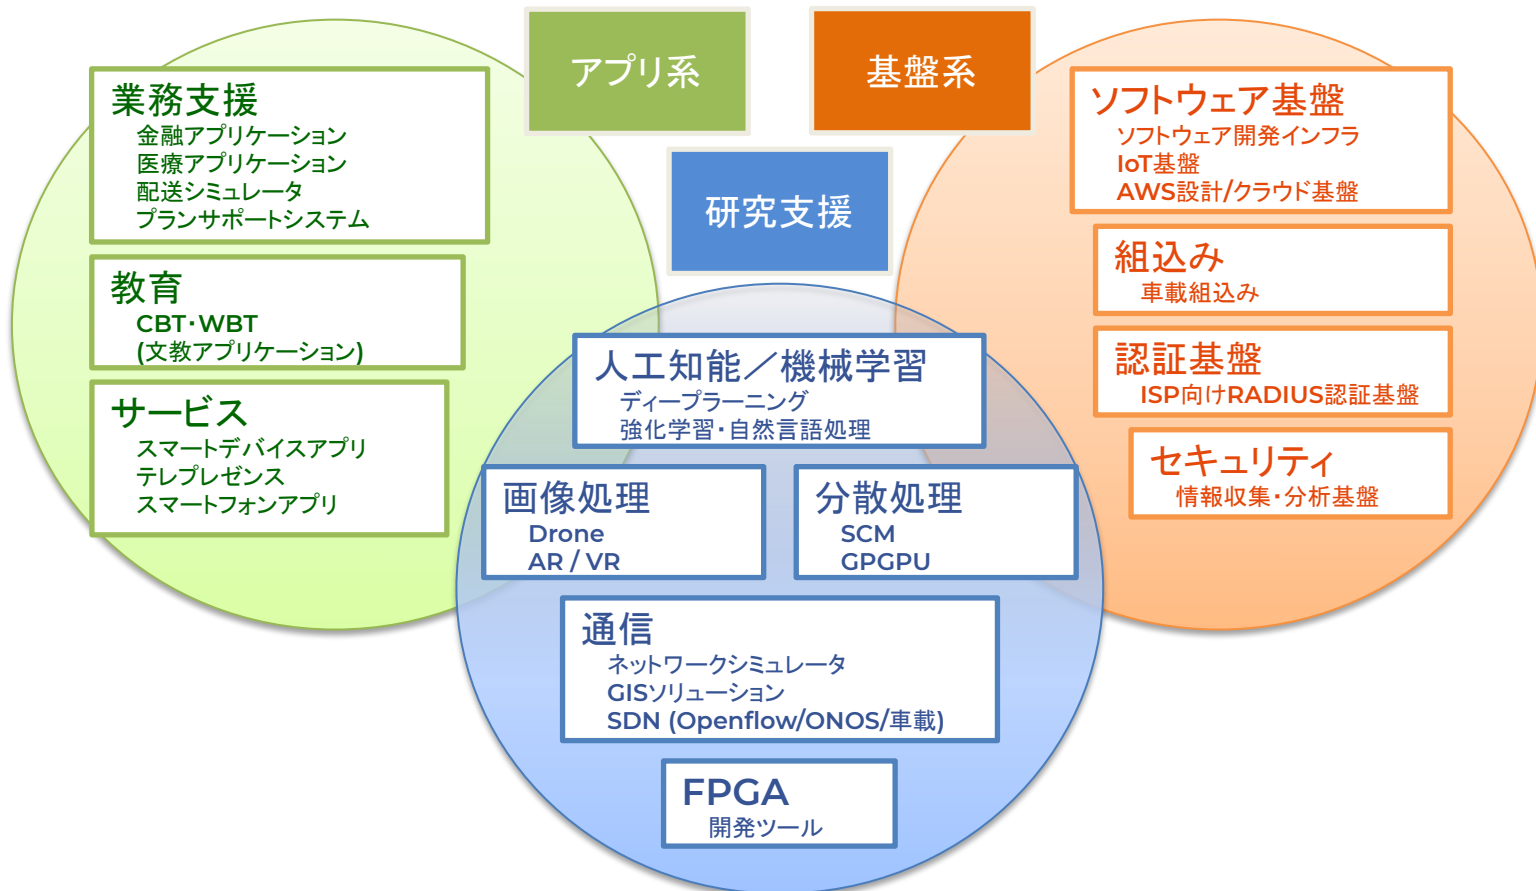 アプリ系
基盤系
研究支援
業務支援
金融アプリケーション
医療アプリケーション
配送シミュレータ
プランサポートシステム
教育
CBT・WBT
(文教アプリケーション)
サービス
スマートデバイスアプリ
テレプレゼンス
スマートフォンアプリ
ソフトウェア基盤
ソフトウェア開発インフラ
IoT基盤
AWS設計/クラウド基盤
組込み
車載組込み
認証基盤
ISP向けRADIUS認証基盤
セキュリティ
情報収集・分析基盤
人工知能／機械学習
ディープラーニング
強化学習・自然言語処理
画像処理
Drone
AR / VR
分散処理
SCM
GPGPU
通信
ネットワークシミュレータ
GISソリューション
SDN (Openflow/ONOS/車載)
FPGA
開発ツール